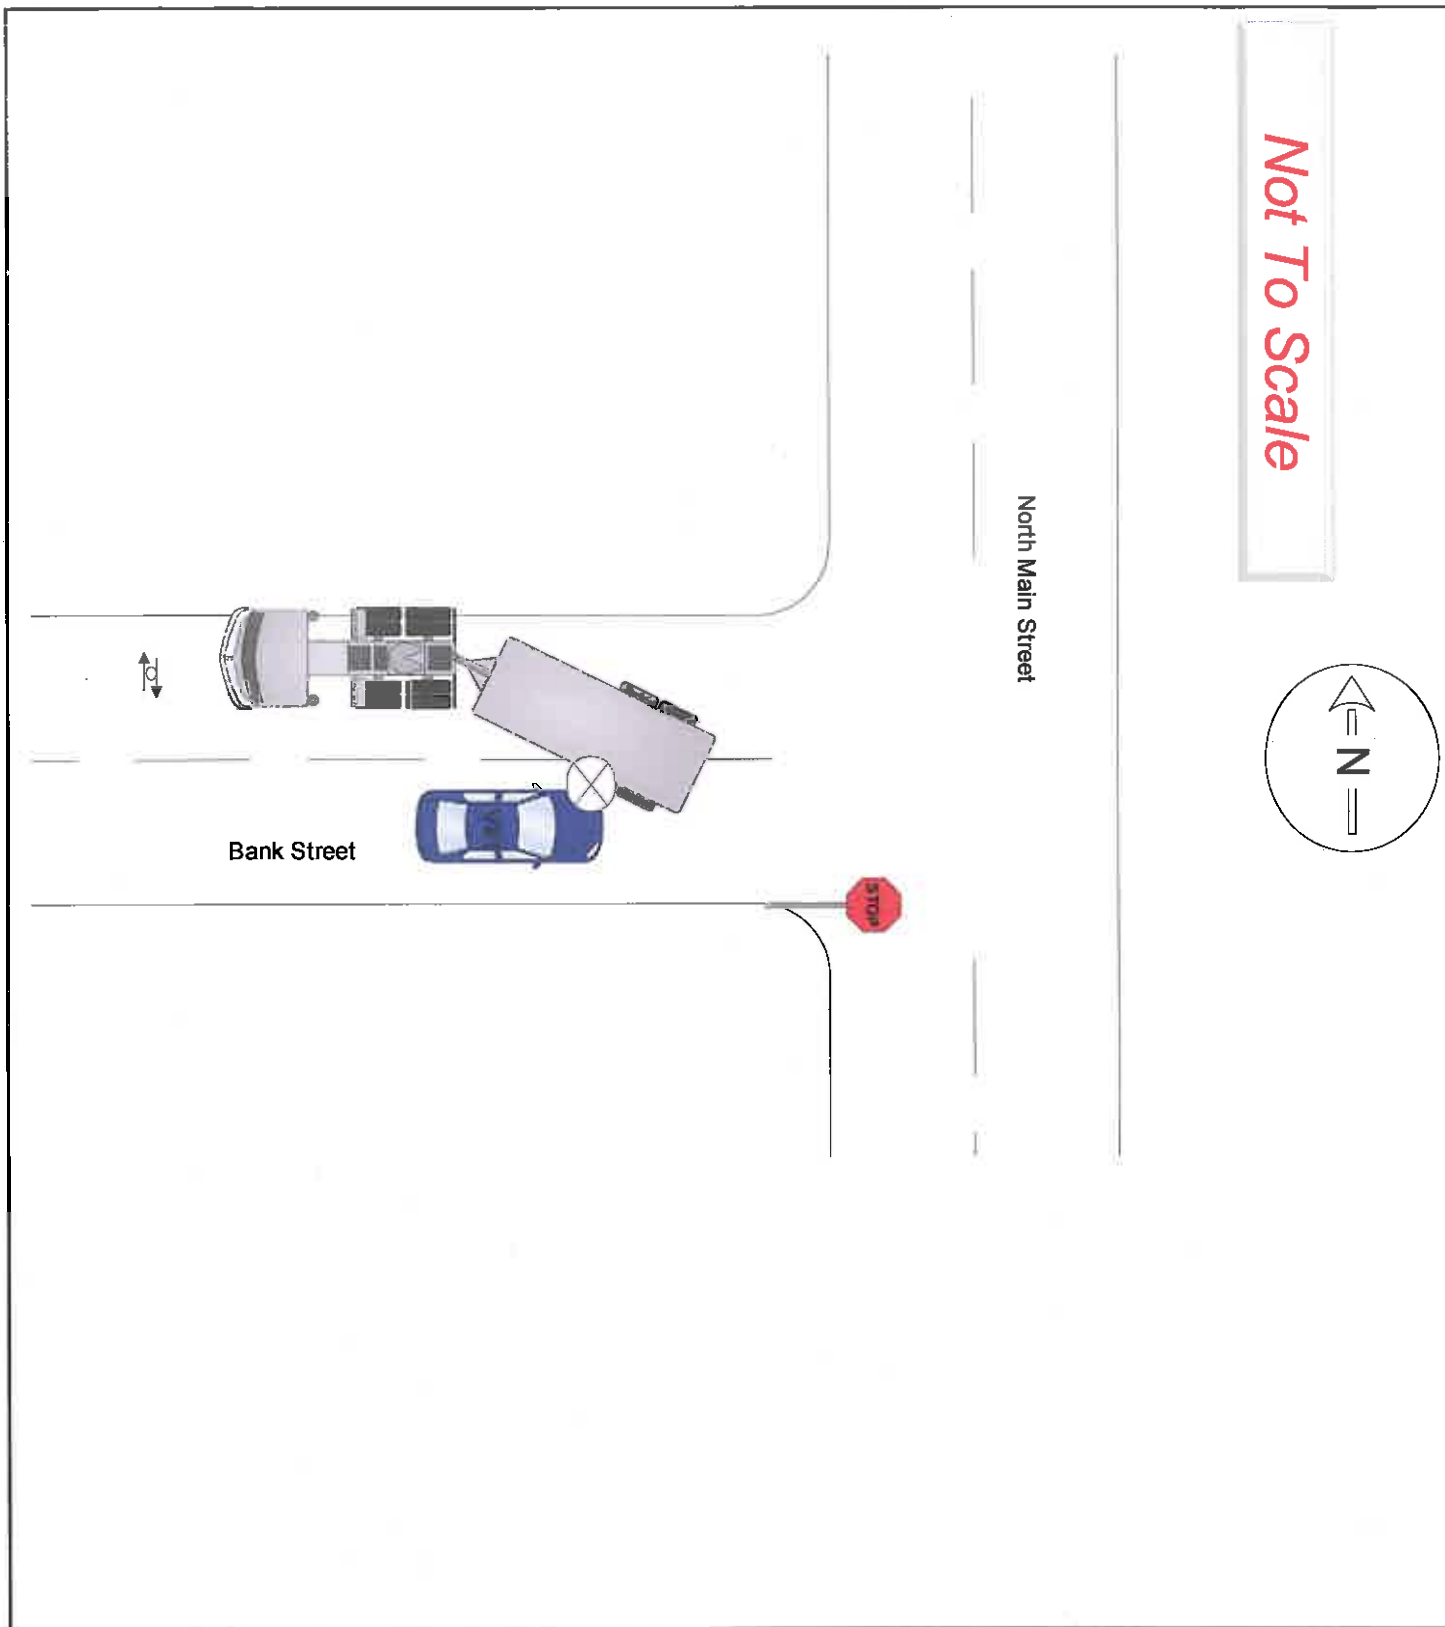 Not To Scale
North Main Street
N
Bank Street
STOP